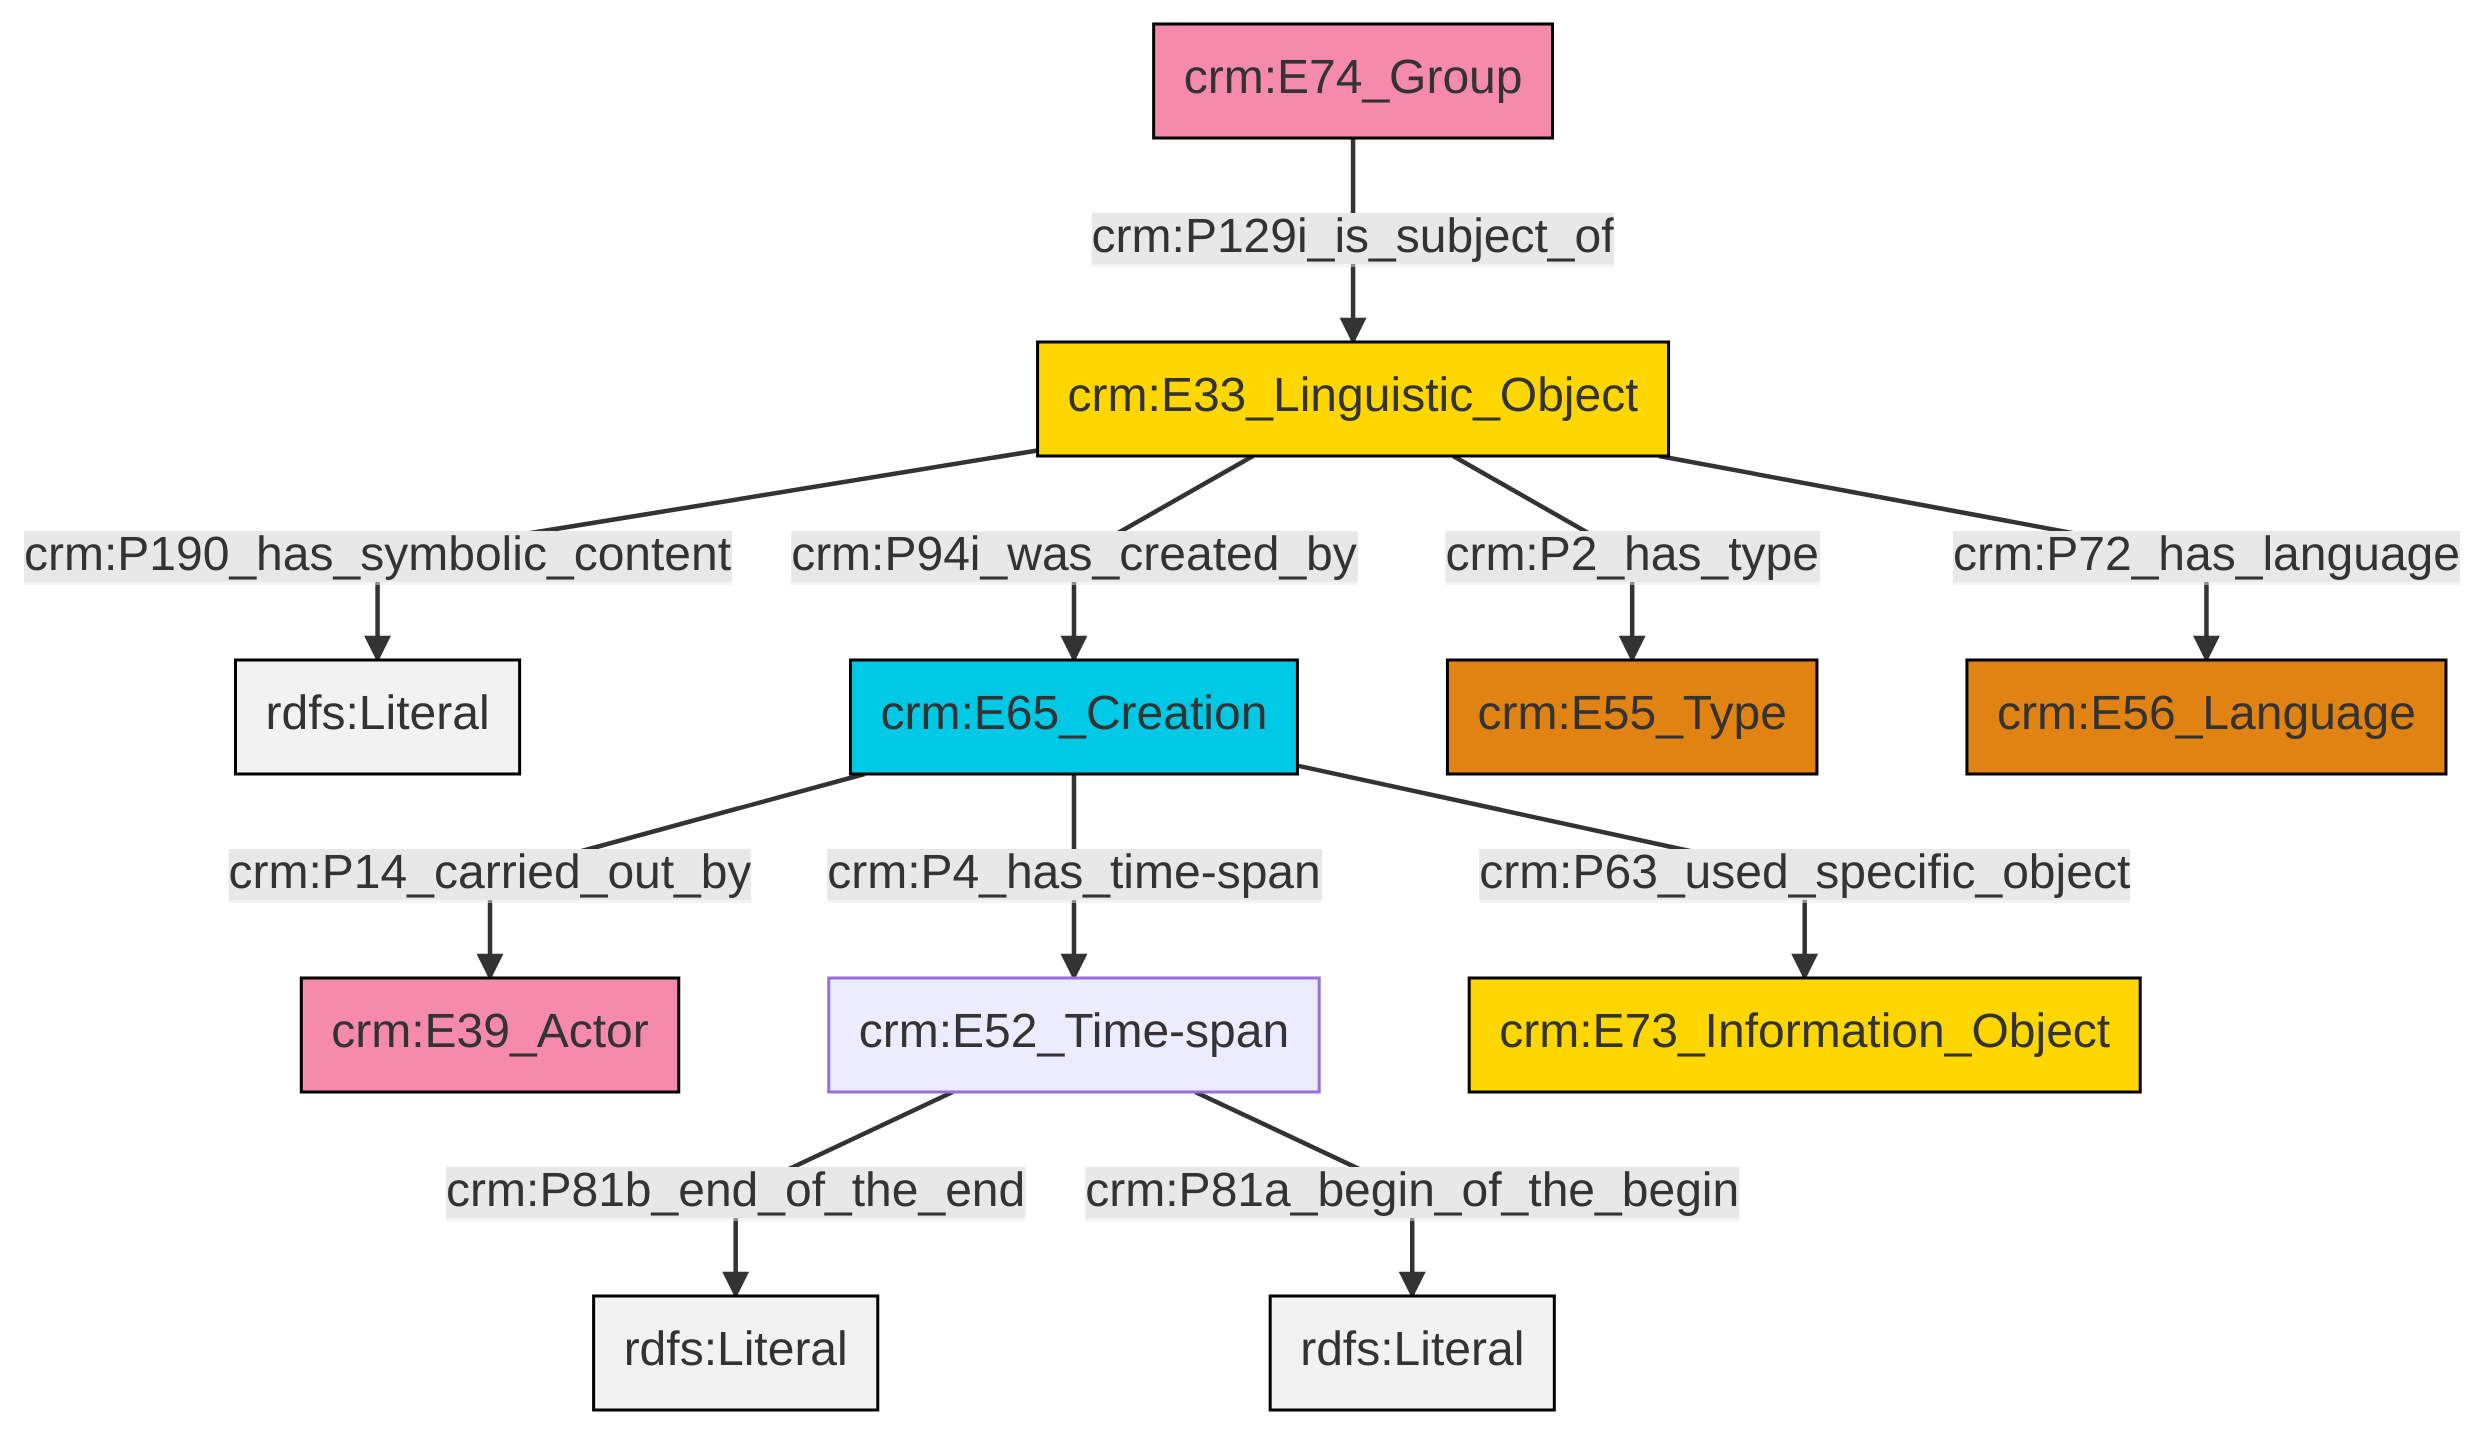 crm:E74_Group
crm:P129i_is_subject_of
crm:E33_Linguistic_Object
crm:P190_has_symbolic_content
crm:P94i_was_created_by
crm:P2_has_type
crm:P72_has_language
rdfs:Literal
crm:E65_Creation
crm:E55_Type
crm:E56_Language
crm:P14_carried_out_by
crm:P4_has_time-span
crm:P63_used_specific_object
crm:E39_Actor
crm:E52_Time-span
crm:E73_Information_Object
crm:P81b_end_of_the_end
crm:P81a_begin_of_the_begin
rdfs:Literal
rdfs:Literal